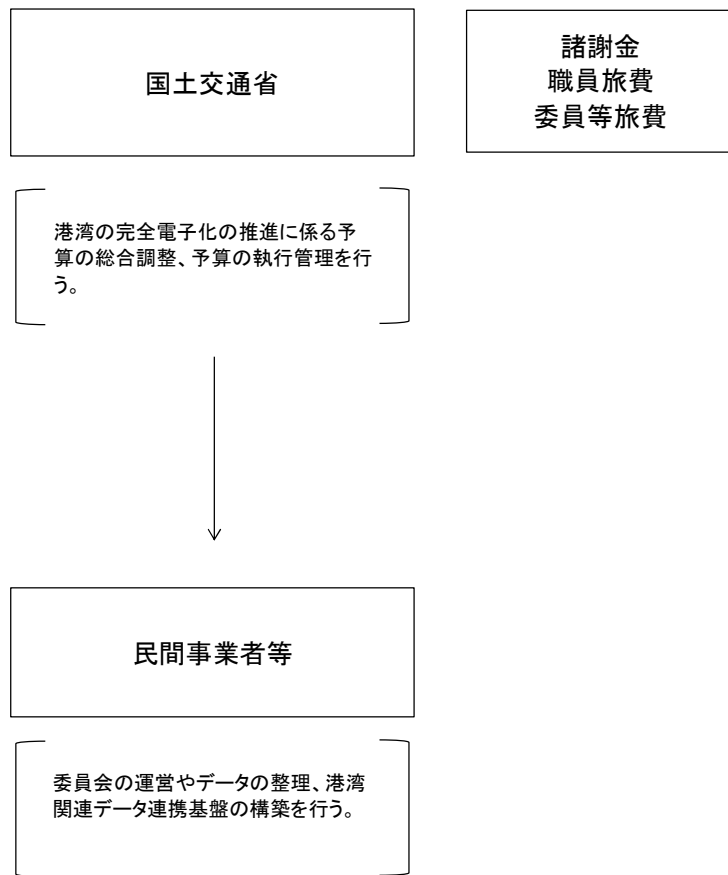 国土交通省
諸謝金
職員旅費
委員等旅費
港湾の完全電子化の推進に係る予
算の総合調整、予算の執行管理を行
う。
民間事業者等
委員会の運営やデータの整理、港湾
関連データ連携基盤の構築を行う。